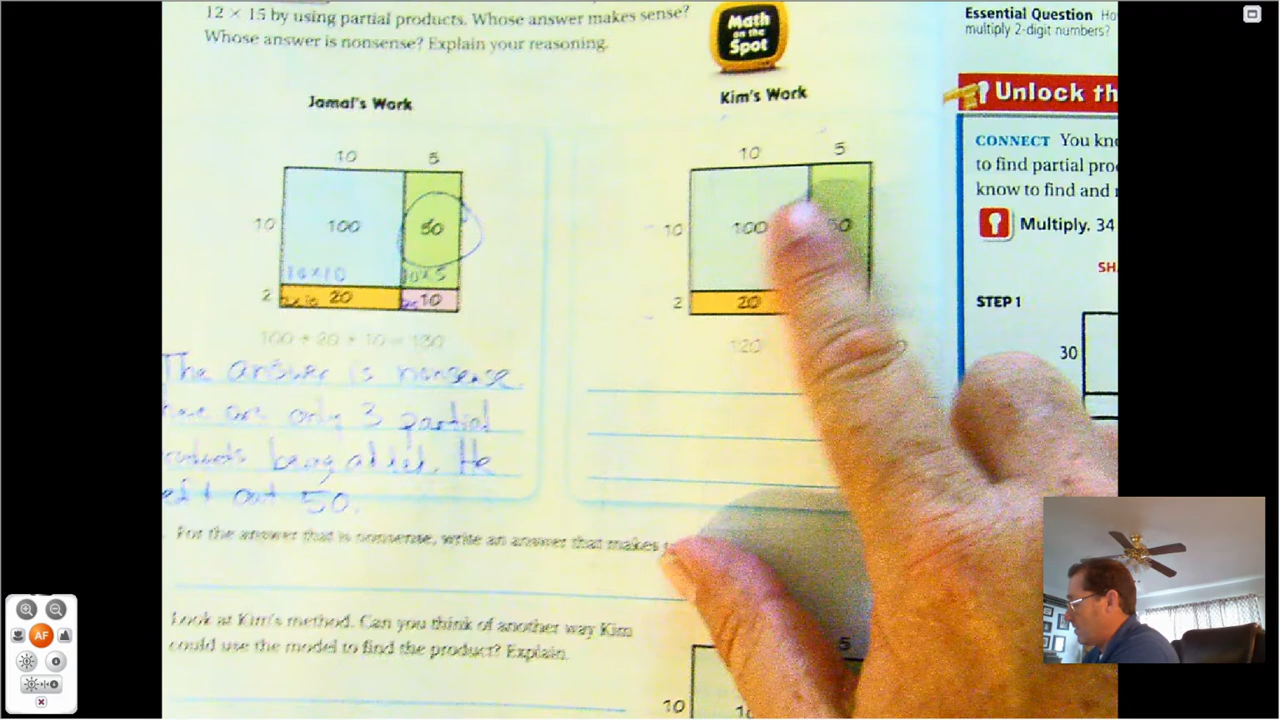 12 × 15 by using partial products. Whose answer makes sense?
Whose answer is nonsense? Explain your reasoning.
Math
on the
Spot
Essential Question Ho
multiply 2-digit numbers?
Unlock th
CONNECT You kno
to find partial pro
know to find and
Multiply. 34
SH
STEP 1
30
Jamal's Work
10 5
10 100 50
10×10 10×5
2 20 10
100 + 20 + 10 = 130
The answer is nonsense.
are only 3 partial
being added. He
out 50.
Kim's Work
10 5
10 100 50
2 20
120
For the answer that is nonsense, write an answer that makes
Look at Kim's method. Can you think of another way Kim
could use the model to find the product? Explain.
5
10
AF